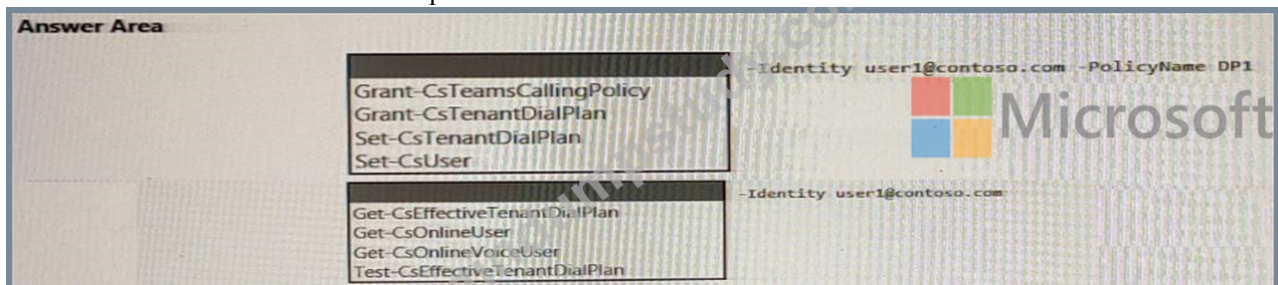 Answer Area
-Identity user1@contoso.com -PolicyName DP1
Grant-CsTeamsCallingPolicy
Grant-CsTenantDialPlan
Set-CsTenantDialPlan
Set-CsUser
Microsoft
-Identity user1@contoso.com
Get-CsEffectiveTenantDialPlan
Get-CsOnlineUser
Get-CsOnlineVoiceUser
Test-CsEffectiveTenantDialPlan